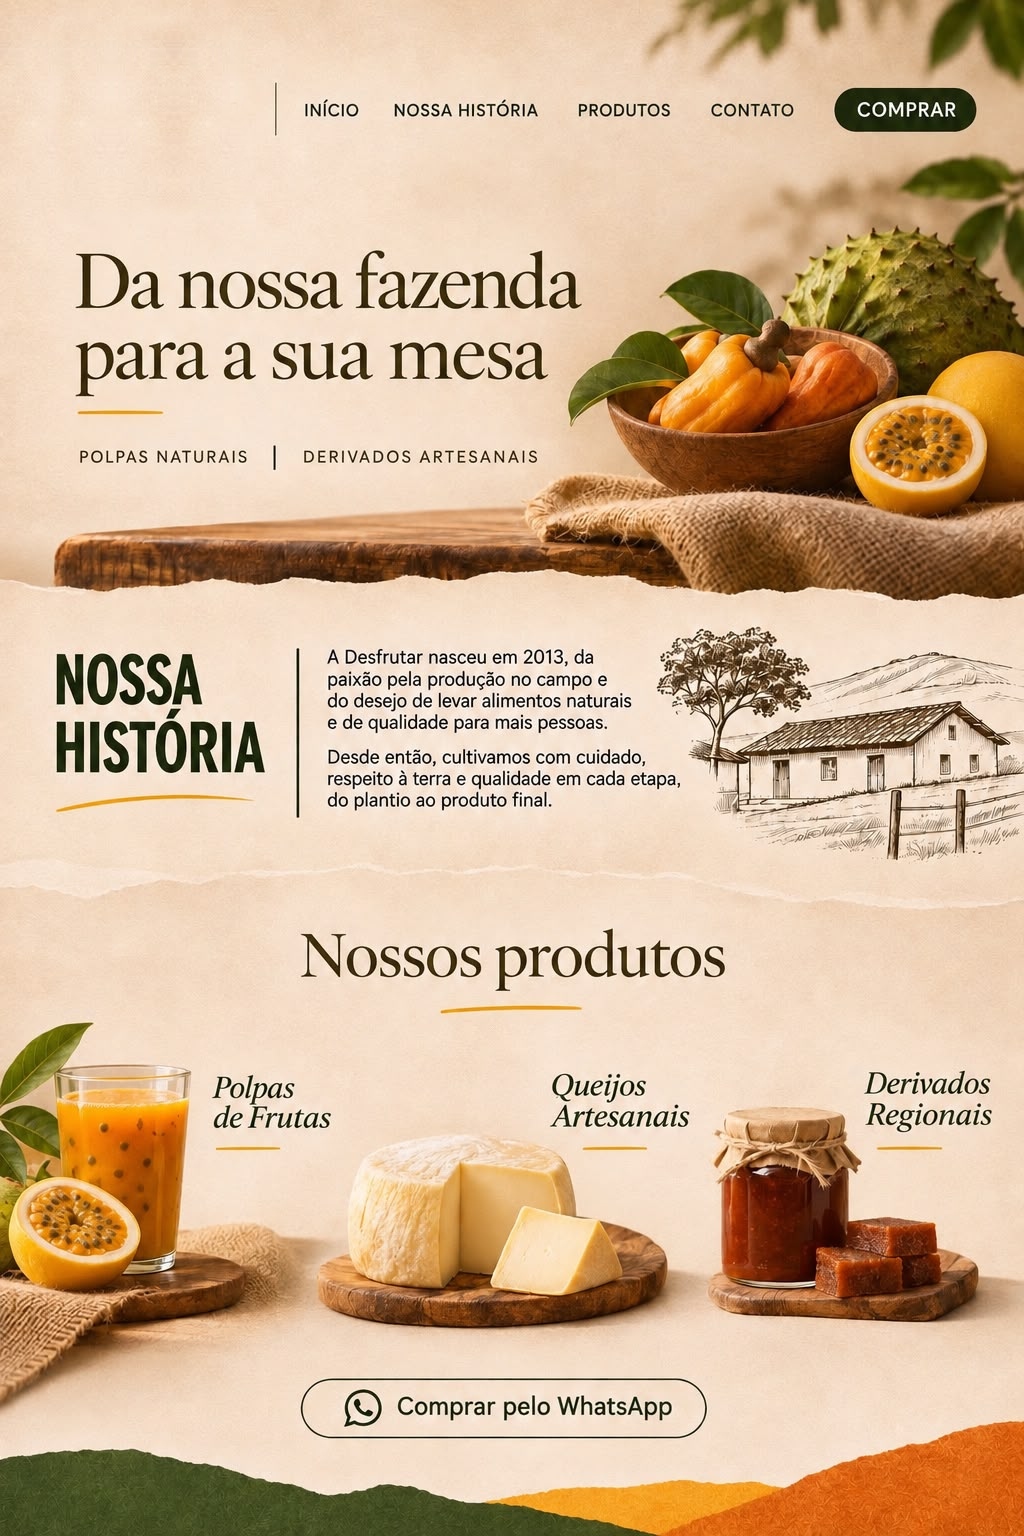 INÍCIO NOSSA HISTÓRIA PRODUTOS CONTATO COMPRAR
Da nossa fazenda
para a sua mesa
POLPAS NATURAIS | DERIVADOS ARTESANAIS
NOSSA
HISTÓRIA
A Desfrutar nasceu em 2013, da
paixão pela produção no campo e
do desejo de levar alimentos naturais
e de qualidade para mais pessoas.
Desde então, cultivamos com cuidado,
respeito à terra e qualidade em cada etapa,
do plantio ao produto final.
Nossos produtos
Polpas
de Frutas
Queijos
Artesanais
Derivados
Regionais
Comprar pelo WhatsApp